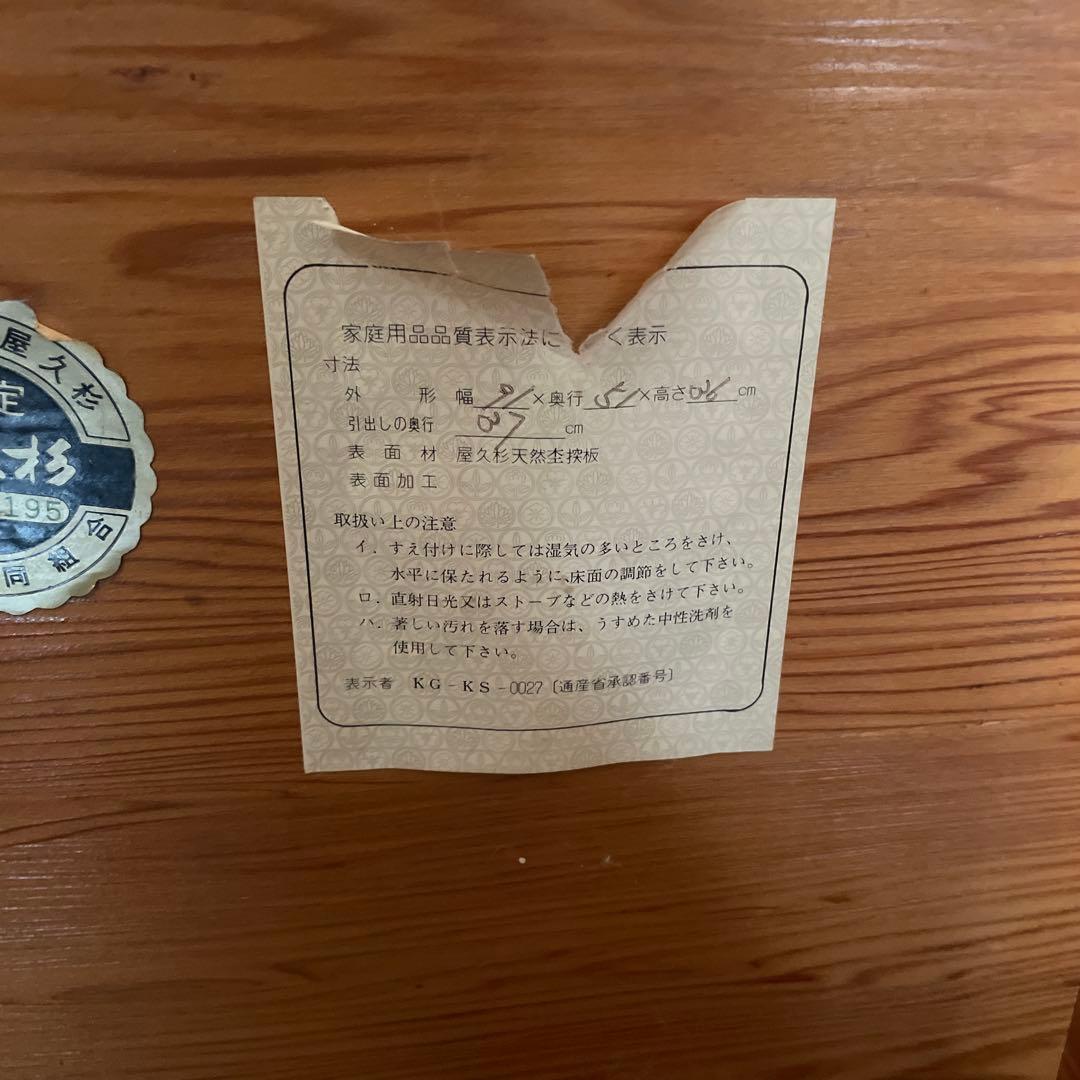 屋久杉
定
杉
195
同組合
家庭用品品質表示法に く表示
寸法
外 形 幅 91 ×奥行 51 ×高さ 36 cm
引出しの奥行 37 cm
表面材 屋久杉天然杢突板
表面加工
取扱い上の注意
イ. すえ付けに際しては湿気の多いところをさけ、
水平に保たれるように、床面の調節をして下さい。
ロ. 直射日光又はストーブなどの熱をさけて下さい。
ハ. 著しい汚れを落す場合は、うすめた中性洗剤を
使用して下さい。
表示者 KG-KS-0027〔通産省承認番号〕